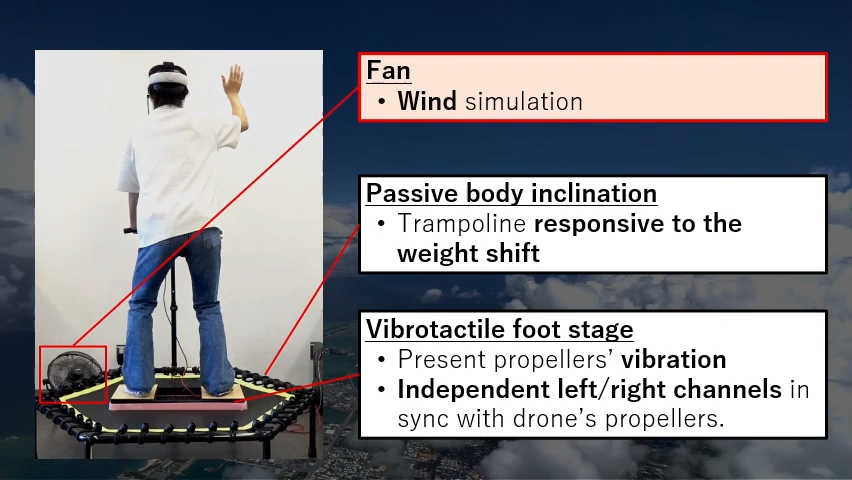 Fan
• Wind simulation
Passive body inclination
• Trampoline responsive to the
weight shift
Vibrotactile foot stage
• Present propellers’ vibration
• Independent left/right channels in
sync with drone’s propellers.